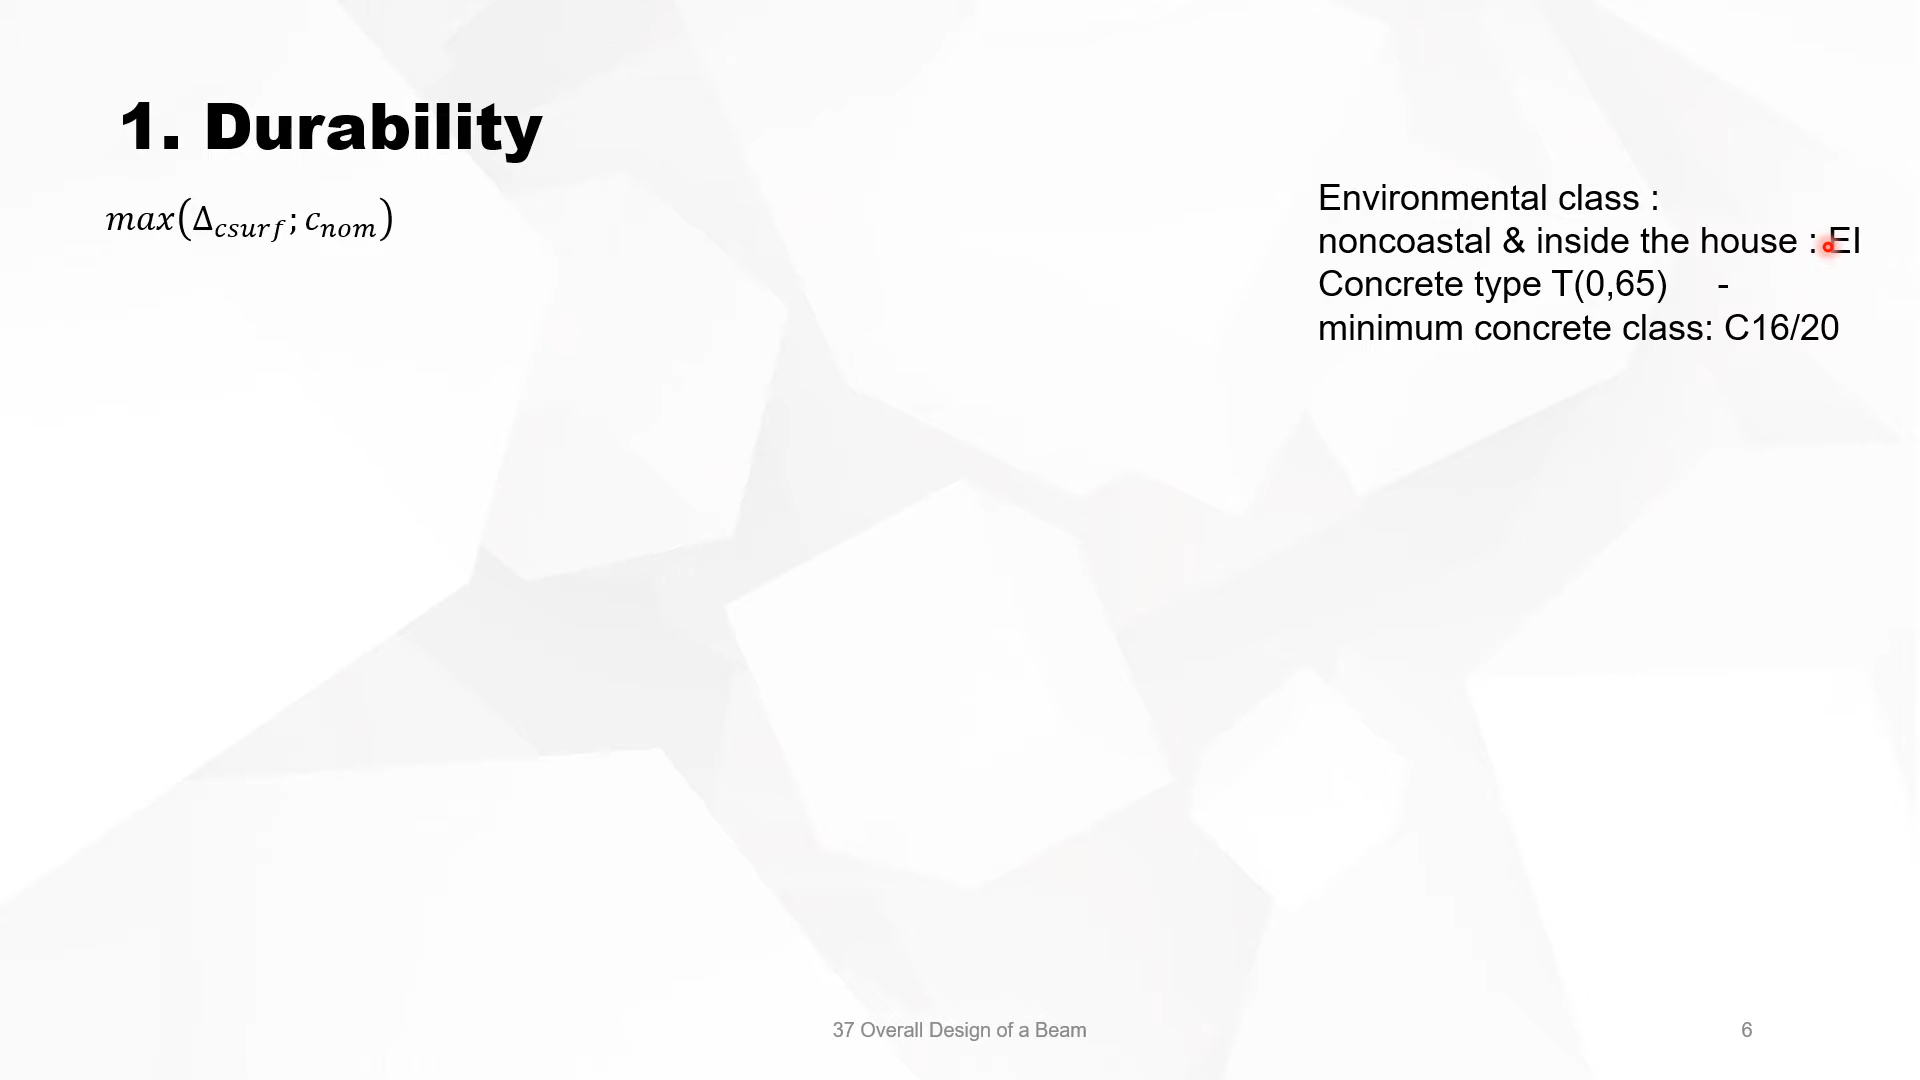 1. Durability
max(Δcsurf; cnom)
Environmental class :
noncoastal & inside the house : EI
Concrete type T(0,65) -
minimum concrete class: C16/20
37 Overall Design of a Beam
6